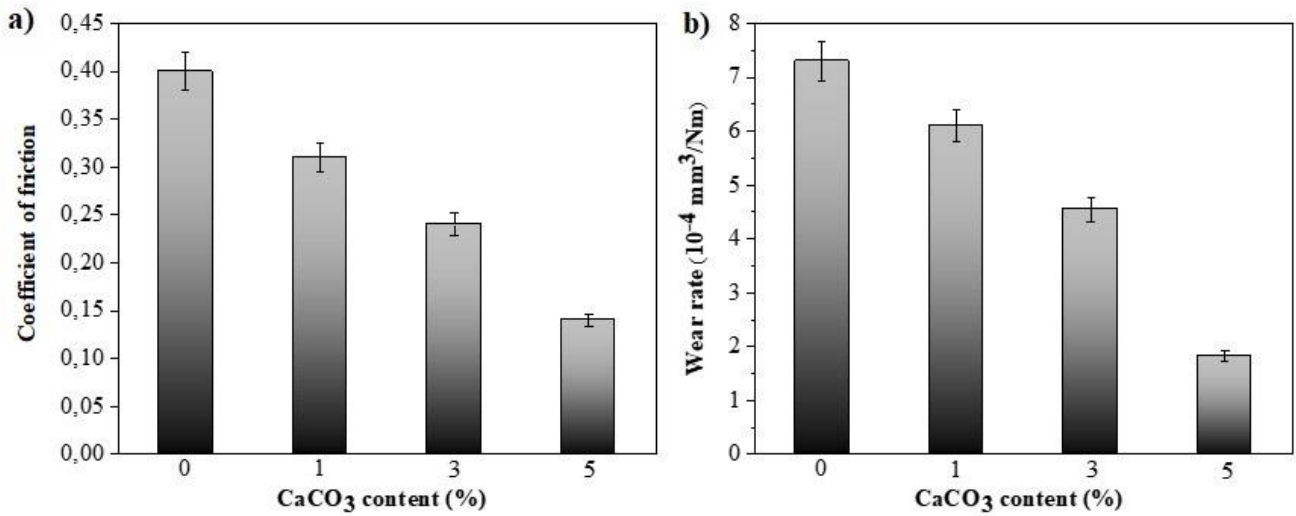 a)
Coefficient of friction
0,45
0,40
0,35
0,30
0,25
0,20
0,15
0,10
0,05
0,00
0 1 3 5
CaCO3 content (%)
b)
Wear rate (10-4 mm3/Nm)
8
7
6
5
4
3
2
1
0
0 1 3 5
CaCO3 content (%)